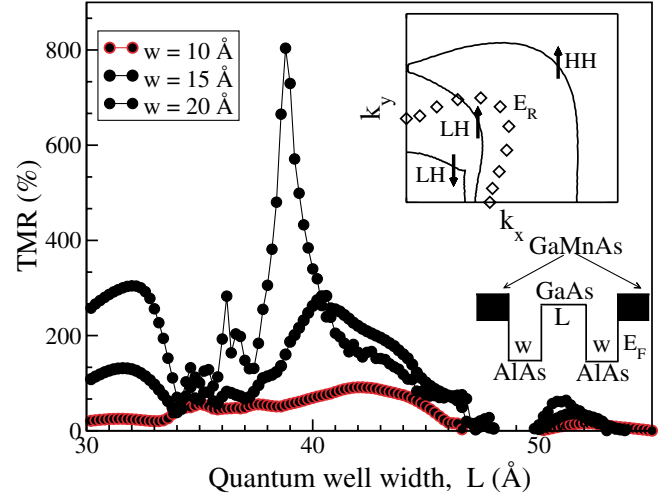 800
600
400
200
0
TMR (%)
w = 10 Å
w = 15 Å
w = 20 Å
k_y
HH
E_R
LH
LH
k_x
GaMnAs
GaAs
L
w
w
E_F
AlAs
AlAs
30
40
50
Quantum well width, L (Å)